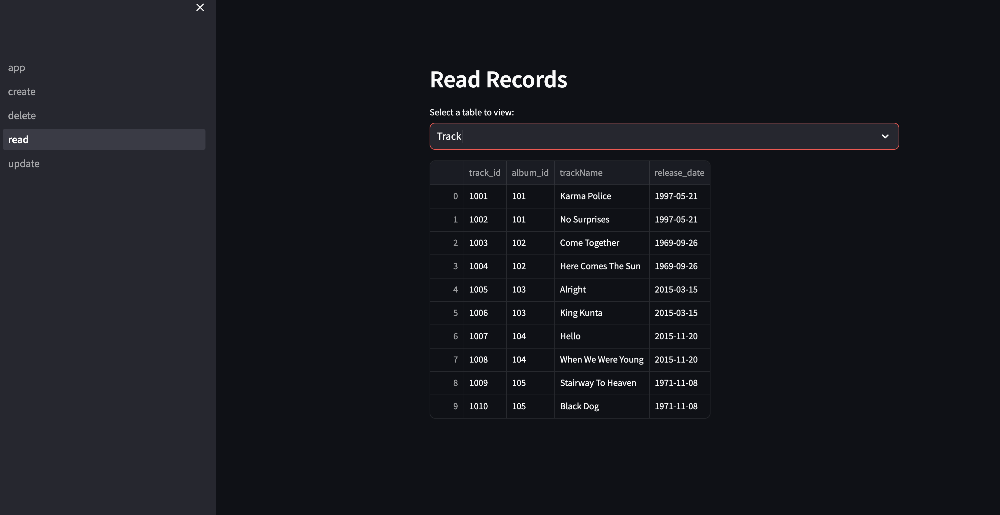 app
create
delete
read
update
Read Records
Select a table to view:
Track
track_id album_id trackName release_date
0 1001 101 Karma Police 1997-05-21
1 1002 101 No Surprises 1997-05-21
2 1003 102 Come Together 1969-09-26
3 1004 102 Here Comes The Sun 1969-09-26
4 1005 103 Alright 2015-03-15
5 1006 103 King Kunta 2015-03-15
6 1007 104 Hello 2015-11-20
7 1008 104 When We Were Young 2015-11-20
8 1009 105 Stairway To Heaven 1971-11-08
9 1010 105 Black Dog 1971-11-08